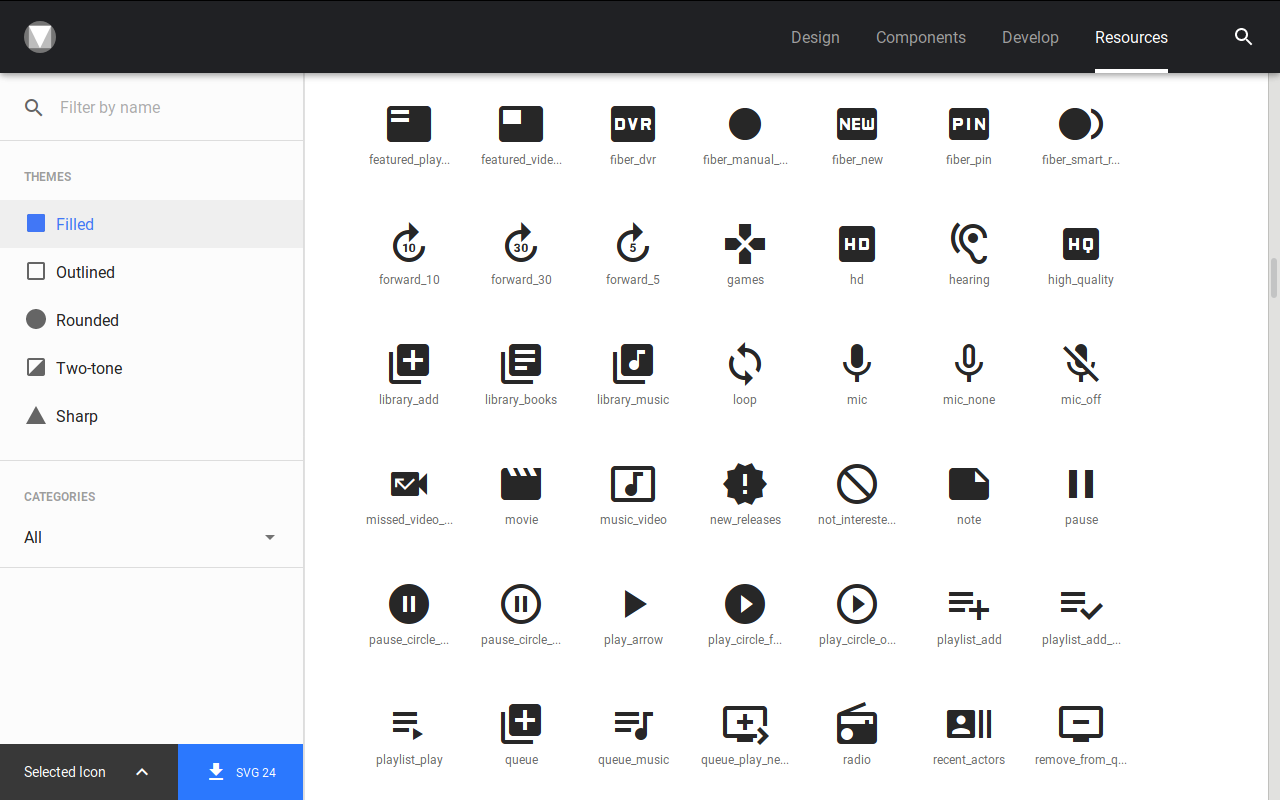 Design Components Develop Resources
Filter by name
THEMES
Filled
Outlined
Rounded
Two-tone
Sharp
CATEGORIES
All
Selected Icon
SVG 24
DVR NEW PIN
featured_play... featured_vide... fiber_dvr fiber_manual_... fiber_new fiber_pin fiber_smart_r...
10 30 5 HD HQ
forward_10 forward_30 forward_5 games hd hearing high_quality
library_add library_books library_music loop mic mic_none mic_off
missed_video_... movie music_video new_releases not_intereste... note pause
pause_circle_... pause_circle_... play_arrow play_circle_f... play_circle_o... playlist_add playlist_add_...
playlist_play queue queue_music queue_play_ne... radio recent_actors remove_from_q...